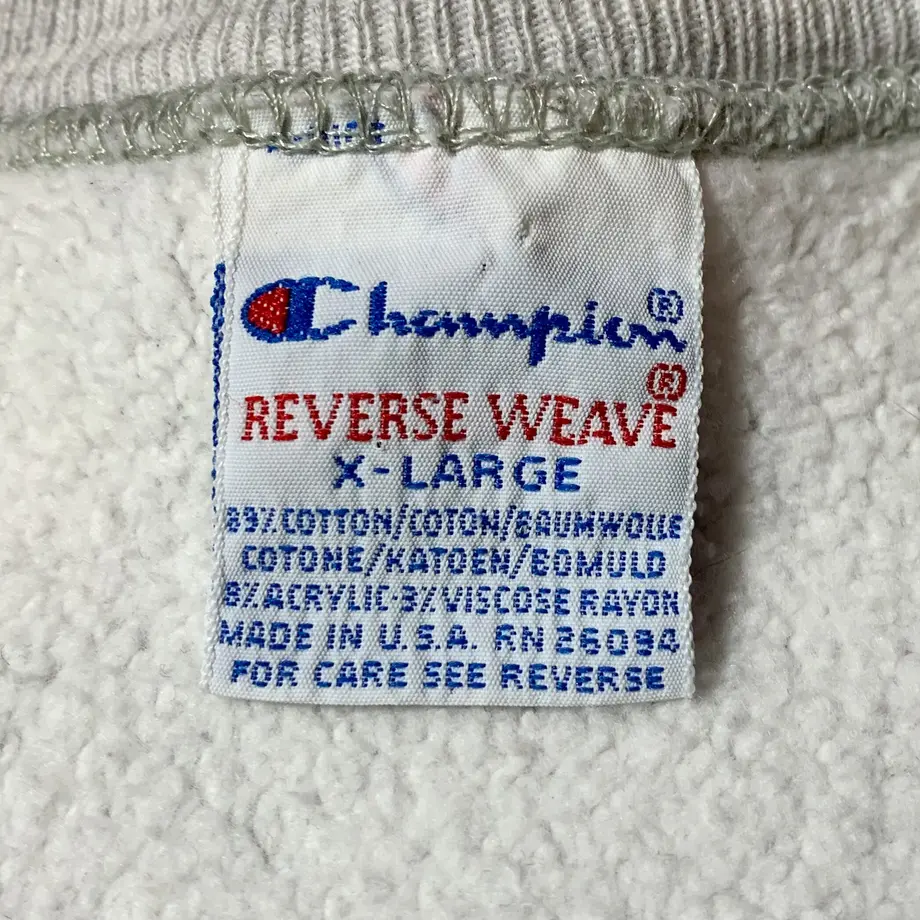 Champion®
REVERSE WEAVE®
X-LARGE
89% COTTON/COTON/BAUMWOLLE
COTONE/KATOEN/BOMULD
8% ACRYLIC-3% VISCOSE RAYON
MADE IN U.S.A. RN 26094
FOR CARE SEE REVERSE